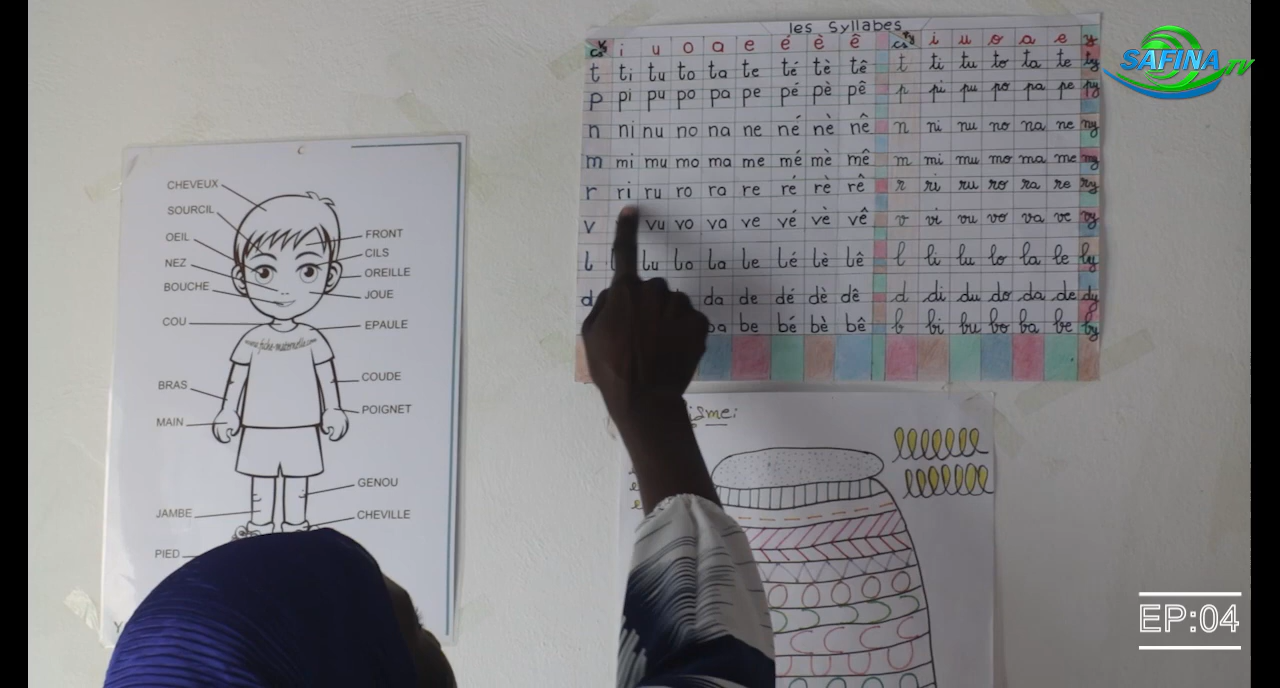 les Syllabes
SAFINA TV
cs y i u o a e é è ê cs y i u o a e y
t ti tu to ta te té tè tê t ti tu to ta te ty
p pi pu po pa pe pé pè pê p pi pu po pa pe py
n ni nu no na ne né nè nê n ni nu no na ne ny
m mi mu mo ma me mé mè mê m mi mu mo ma me my
r ri ru ro ra re ré rè rê r ri ru ro ra re ry
v vu vo va ve vé vè vê v vi vu vo va ve vy
l lu lo la le lé lè lê l li lu lo la le ly
d da de dé dè dê d di du do da de dy
ba be bé bè bê b bi bu bo ba be by
CHEVEUX
SOURCIL
OEIL
NEZ
BOUCHE
COU
BRAS
MAIN
JAMBE
PIED
FRONT
CILS
OREILLE
JOUE
EPAULE
www.fiche-maternelle.com
COUDE
POIGNET
GENOU
CHEVILLE
EP:04